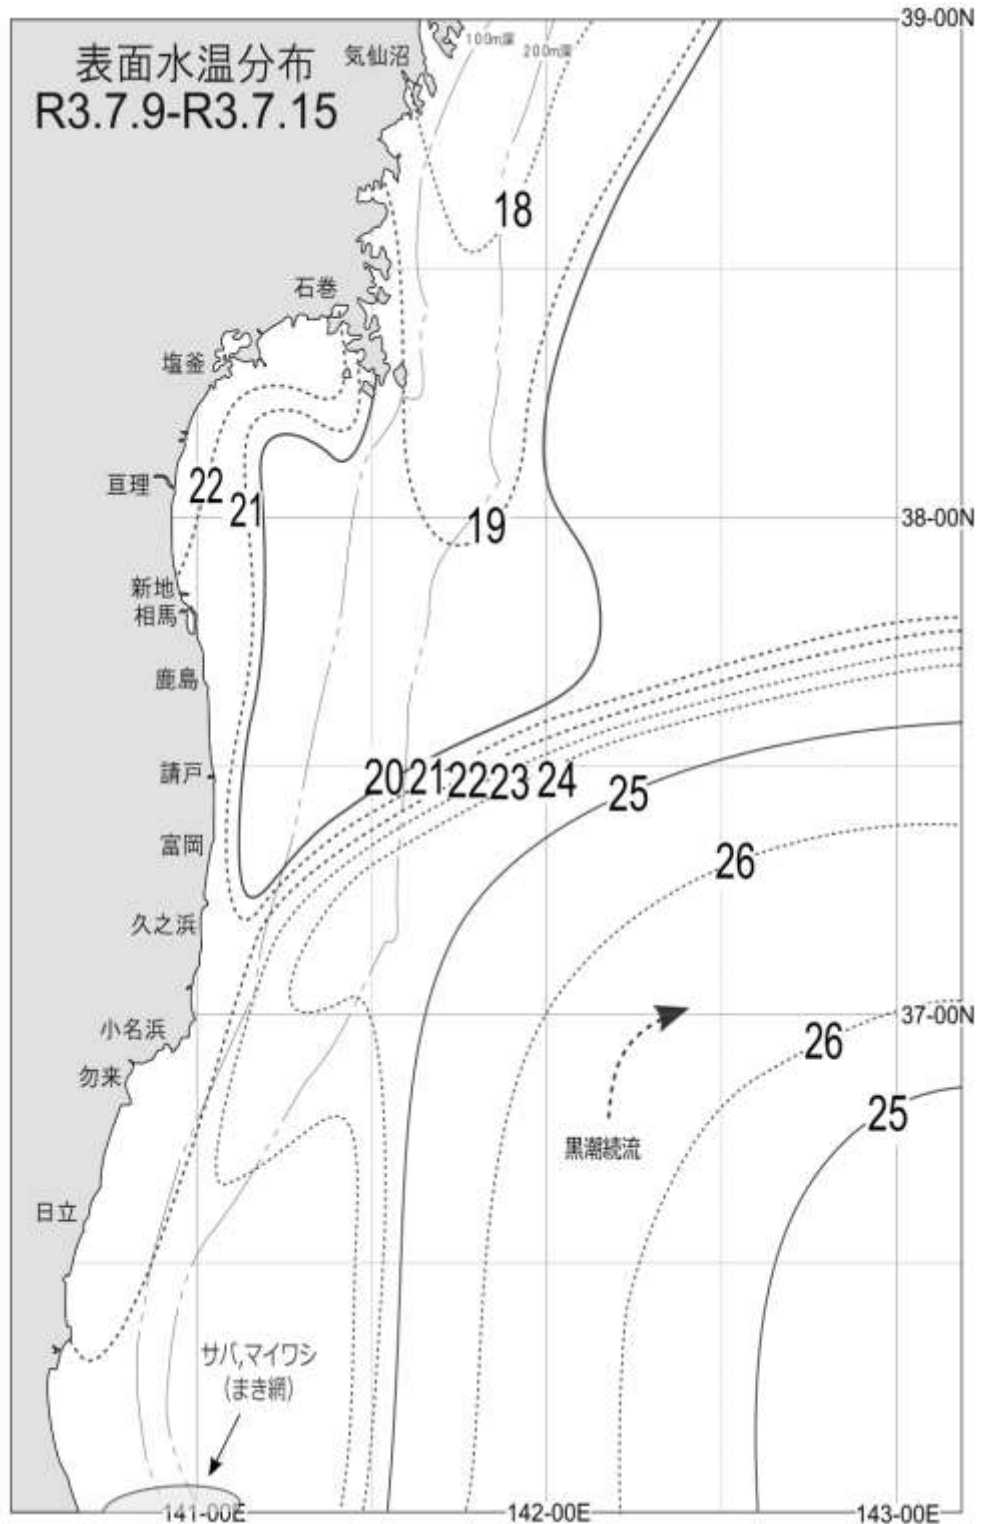 39-00N
表面水温分布
R3.7.9-R3.7.15
気仙沼
100m深
200m深
18
石巻
塩釜
亘理
22
21
19
38-00N
新地
相馬
鹿島
請戸
20
21
22
23
24
25
富岡
26
久之浜
小名浜
37-00N
26
勿来
25
黒潮続流
日立
サバ,マイワシ
(まき網)
141-00E
142-00E
143-00E